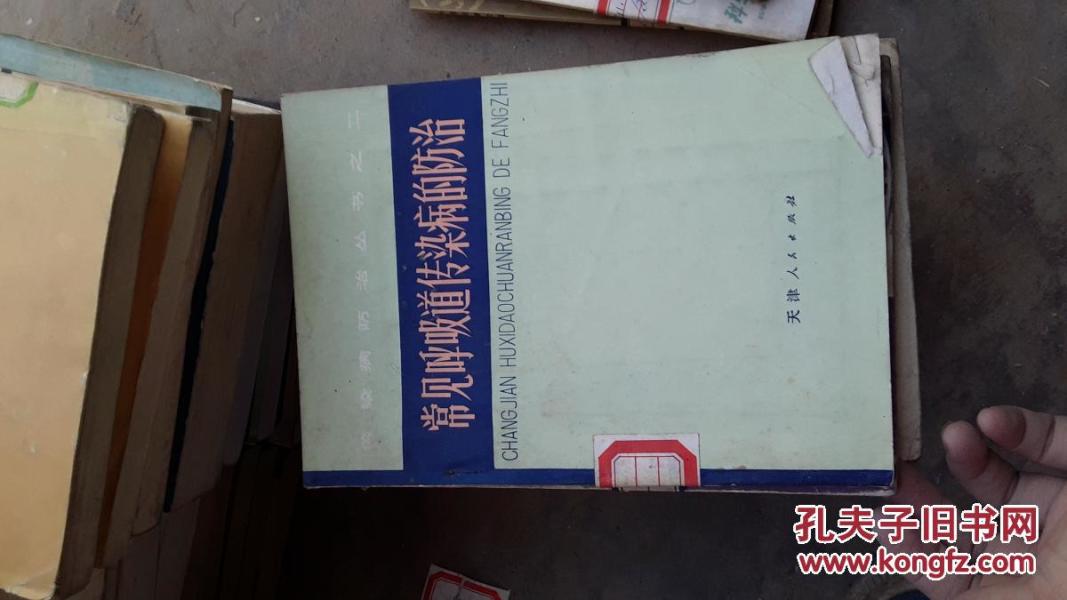 传染病防治丛书之二
常见呼吸道传染病的防治
CHANGJIAN HUXIDAOCHUANRANBING DE FANGZHI
天津人民出版社
孔夫子旧书网
www.kongfz.com